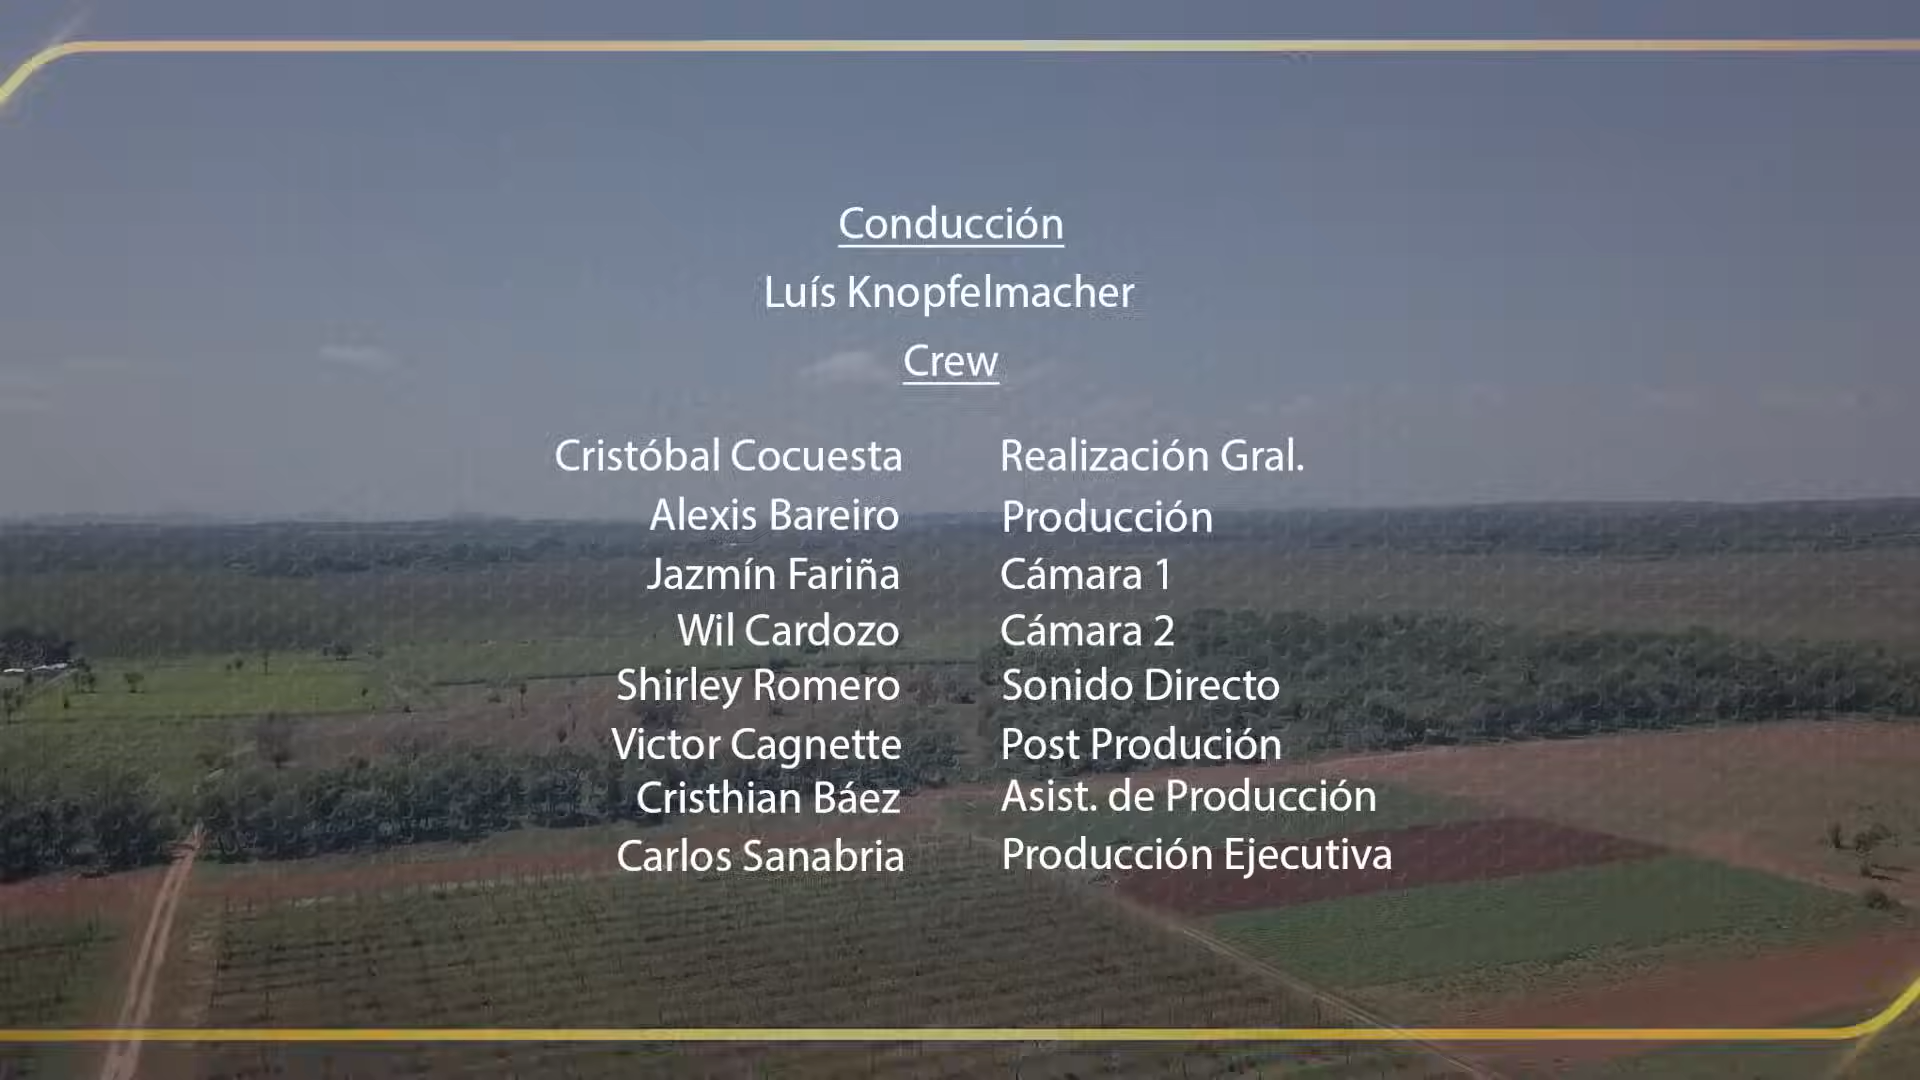 Conducción
Luís Knopfelmacher
Crew
Cristóbal Cocuesta Realización Gral.
Alexis Bareiro Producción
Jazmín Fariña Cámara 1
Wil Cardozo Cámara 2
Shirley Romero Sonido Directo
Victor Cagnette Post Produción
Cristhian Báez Asist. de Producción
Carlos Sanabria Producción Ejecutiva